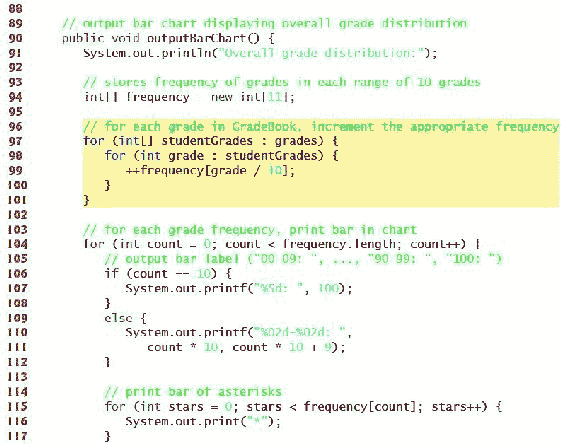 88
89 // output bar chart displaying overall grade distribution
90 public void outputBarChart() {
91 System.out.println("Overall grade distribution:");
92
93 // stores frequency of grades in each range of 10 grades
94 int[] frequency = new int[11];
95
96 // for each grade in GradeBook, increment the appropriate frequency
97 for (int[] studentGrades : grades) {
98 for (int grade : studentGrades) {
99 ++frequency[grade / 10];
100 }
101 }
102
103 // for each grade frequency, print bar in chart
104 for (int count = 0; count < frequency.length; count++) {
105 // output bar label ("00-09: ", ..., "90-99: ", "100: ")
106 if (count == 10) {
107 System.out.printf("%5d: ", 100);
108 }
109 else {
110 System.out.printf("%02d-%02d: ",
111 count * 10, count * 10 + 9);
112 }
113
114 // print bar of asterisks
115 for (int stars = 0; stars < frequency[count]; stars++) {
116 System.out.print("*");
117 }